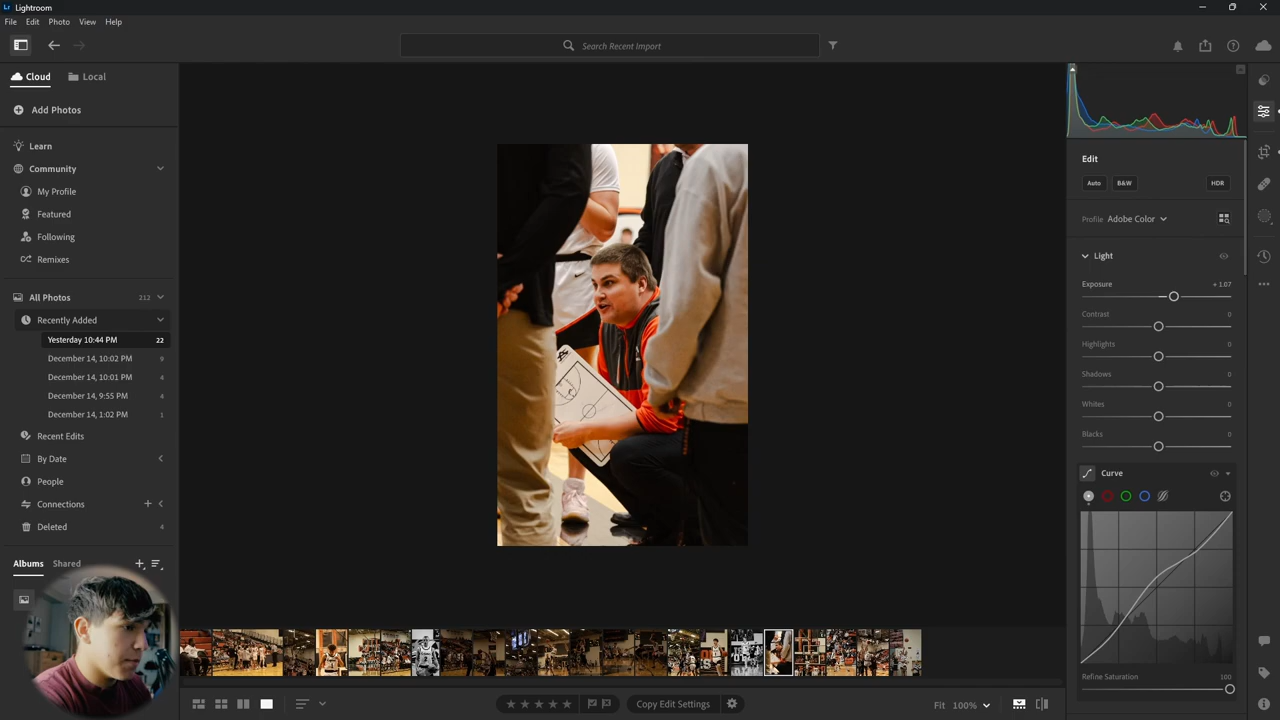 Lightroom
File Edit Photo View Help
Search Recent Import
Cloud Local
Add Photos
Learn
Community
My Profile
Featured
Following
Remixes
All Photos 212
Recently Added
Yesterday 10:44 PM 22
December 14, 10:02 PM 9
December 14, 10:01 PM 4
December 14, 9:55 PM 4
December 14, 1:02 PM 1
Recent Edits
By Date
People
Connections
Deleted 4
Albums Shared
Edit
Auto B&W HDR
Profile Adobe Color
Light
Exposure + 1.07
Contrast 0
Highlights 0
Shadows 0
Whites 0
Blacks 0
Curve
Refine Saturation 100
Copy Edit Settings
Fit 100%